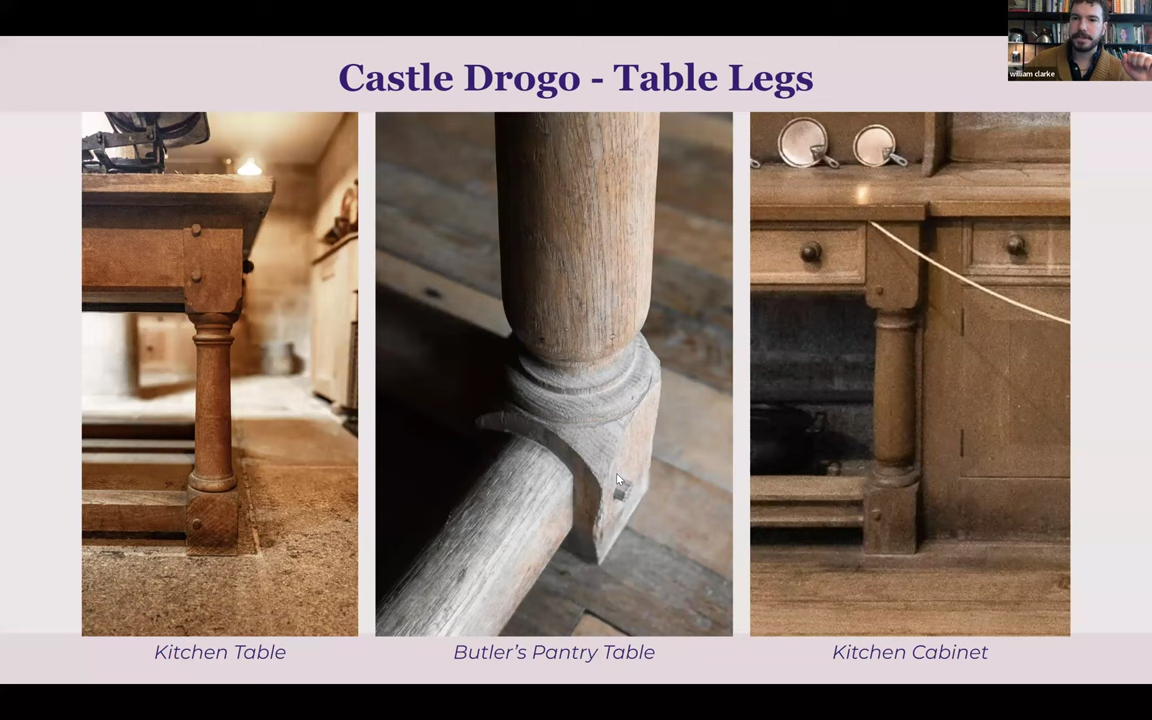 Castle Drogo - Table Legs
william clarke
Kitchen Table
Butler's Pantry Table
Kitchen Cabinet